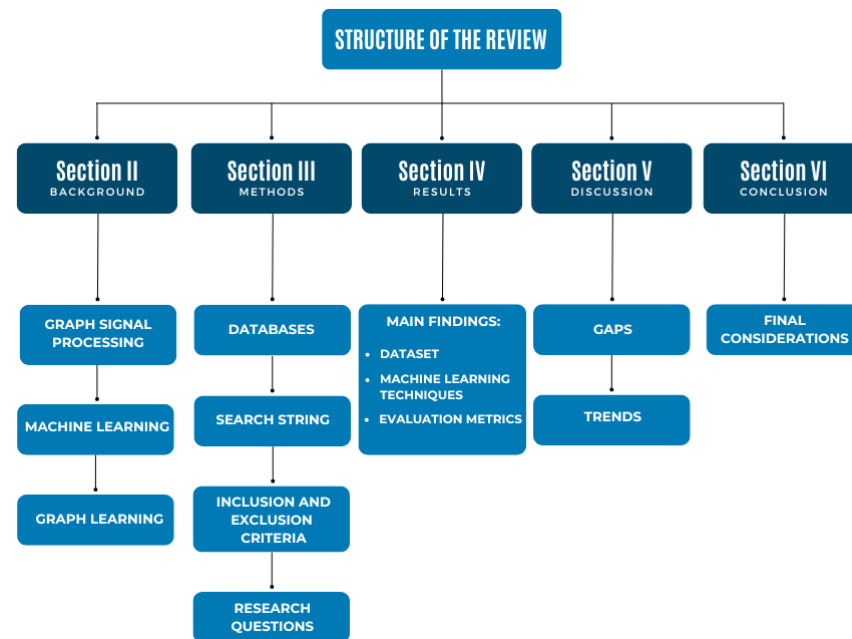 STRUCTURE OF THE REVIEW
Section II
BACKGROUND
Section III
METHODS
Section IV
RESULTS
Section V
DISCUSSION
Section VI
CONCLUSION
GRAPH SIGNAL
PROCESSING
MACHINE LEARNING
GRAPH LEARNING
DATABASES
SEARCH STRING
INCLUSION AND
EXCLUSION
CRITERIA
RESEARCH
QUESTIONS
MAIN FINDINGS:
• DATASET
• MACHINE LEARNING
TECHNIQUES
• EVALUATION METRICS
GAPS
TRENDS
FINAL
CONSIDERATIONS